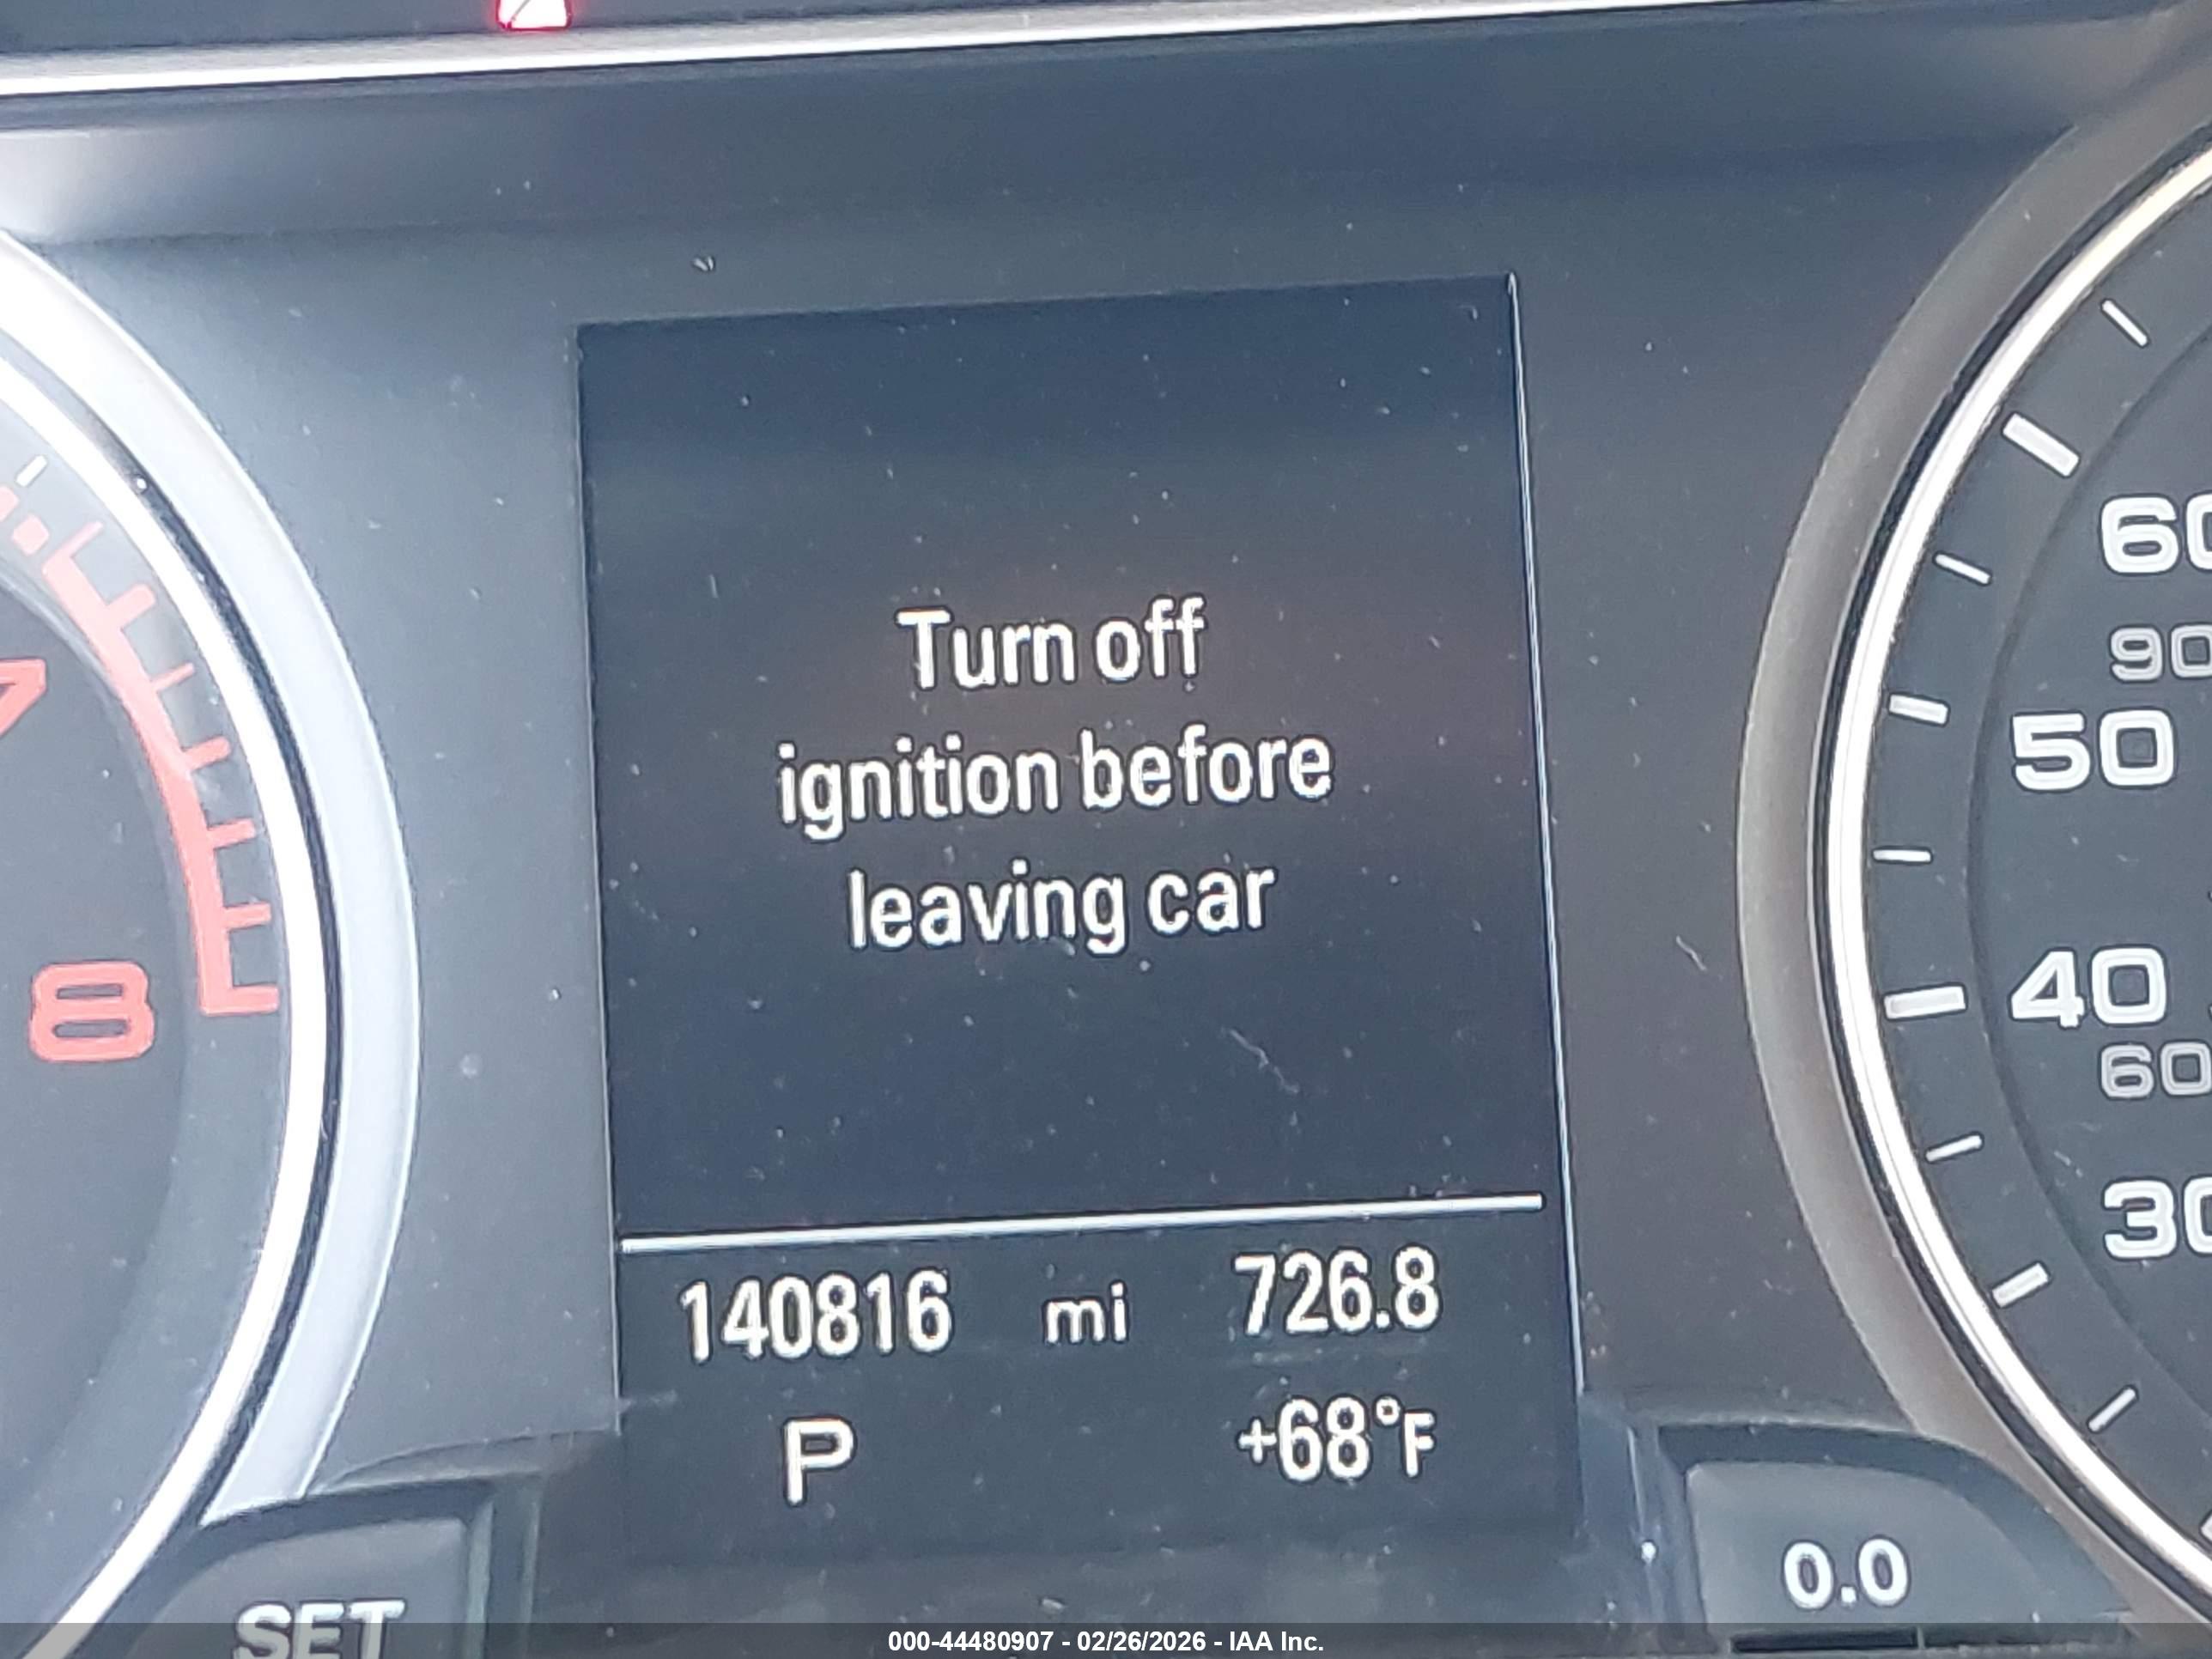 Turn off
ignition before
leaving car
140816 mi 726.8
P +68°F
7
8
60
90
50
40
60
30
SET
0.0
000-44480907 - 02/26/2026 - IAA Inc.